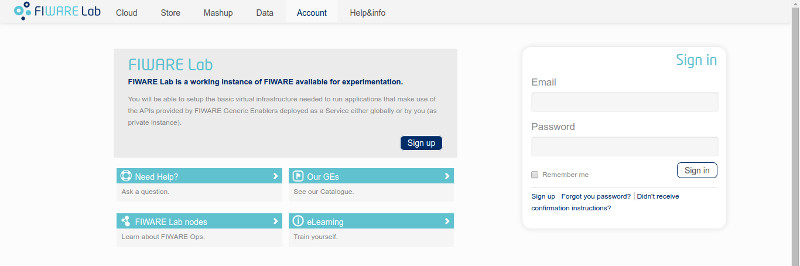 FIWARE Lab
Cloud Store Mashup Data Account Help&info
FIWARE Lab
FIWARE Lab is a working instance of FIWARE available for experimentation.
You will be able to setup the basic virtual infrastructure needed to run applications that make use of
the APIs provided by FIWARE Generic Enablers deployed as a Service either globally or by you (as
private instance).
Sign up
Need Help?
Ask a question.
Our GEs
See our Catalogue.
FIWARE Lab nodes
Learn about FIWARE Ops.
eLearning
Train yourself.
Sign in
Email
Password
Remember me
Sign in
Sign up Forgot you password? Didn't receive
confirmation instructions?